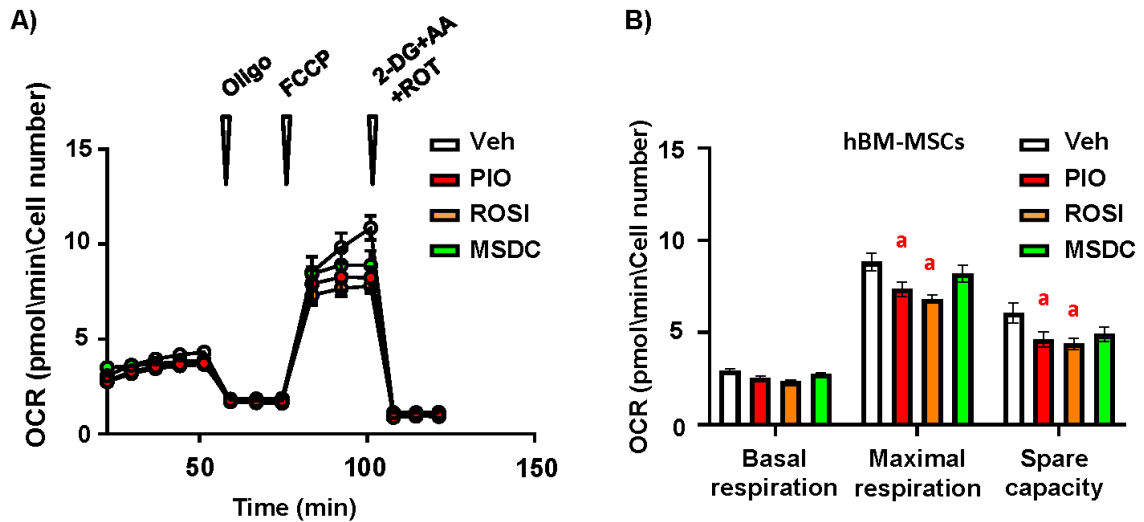 A)
Oligo
FCCP
2-DG+AA
+ROT
OCR (pmol\min\Cell number)
15
10
5
0
50
100
150
Time (min)
Veh
PIO
ROSI
MSDC
B)
hBM-MSCs
OCR (pmol\min\Cell number)
15
10
5
0
a
a
a
a
Veh
PIO
ROSI
MSDC
Basal
respiration
Maximal
respiration
Spare
capacity